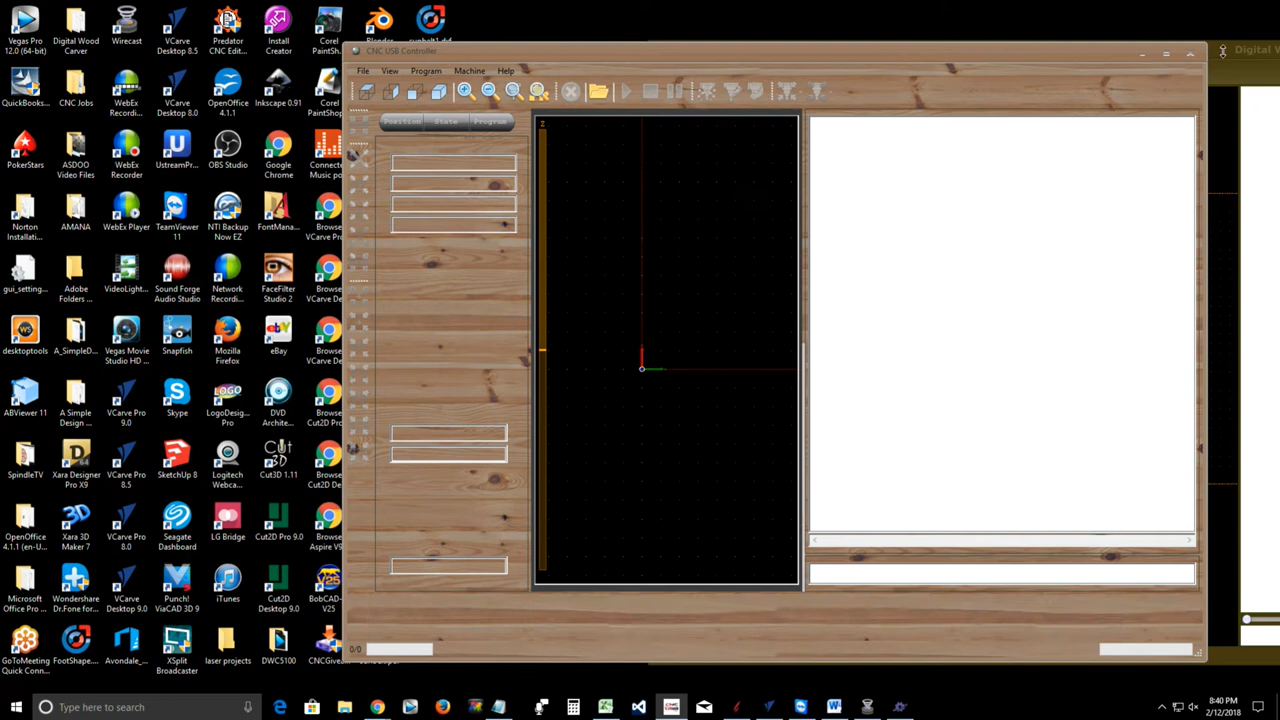 Vegas Pro 12.0 (64-bit)
Digital Wood Carver
Wirecast
VCarve Desktop 8.5
Predator CNC Edit...
Install Creator
Corel PaintSh...
Blender
CNC USB Controller
Digital W
File View Program Machine Help
QuickBooks...
CNC Jobs
WebEx Recordi...
VCarve Desktop 8.0
OpenOffice 4.1.1
Inkscape 0.91
Corel PaintShop...
Position State Program
Z
PokerStars
ASDOO Video Files
WebEx Recorder
UstreamPr...
OBS Studio
Google Chrome
Connecte Music po
Norton Installati...
AMANA
WebEx Player
TeamViewer 11
NTI Backup Now EZ
FontMana...
Browse VCarve Pro
gui_setting...
Adobe Folders
VideoLight...
Sound Forge Audio Studio
Network Recordi...
FaceFilter Studio 2
Browse VCarve De
desktoptools
A_SimpleD...
Vegas Movie Studio HD ...
Snapfish
Mozilla Firefox
eBay
Browse VCarve De
ABViewer 11
A Simple Design ...
VCarve Pro 9.0
Skype
LogoDesig... Pro
DVD Archite...
Browse Cut2D Pro
SpindleTV
Xara Designer Pro X9
VCarve Pro 8.5
SketchUp 8
Logitech Webca...
Cut3D 1.11
Browse Cut2D De
OpenOffice 4.1.1 (en-U...
Xara 3D Maker 7
VCarve Pro 8.0
Seagate Dashboard
LG Bridge
Cut2D Pro 9.0
Browse Aspire V9
Microsoft Office Pro ...
Wondershare Dr.Fone for ...
VCarve Desktop 9.0
Punch! ViaCAD 3D 9
iTunes
Cut2D Desktop 9.0
BobCAD- V25
GoToMeeting Quick Conn...
FootShape...
Avondale_...
XSplit Broadcaster
laser projects
DWC5100
CNCGive
0/0
Type here to search
8:40 PM
2/12/2018